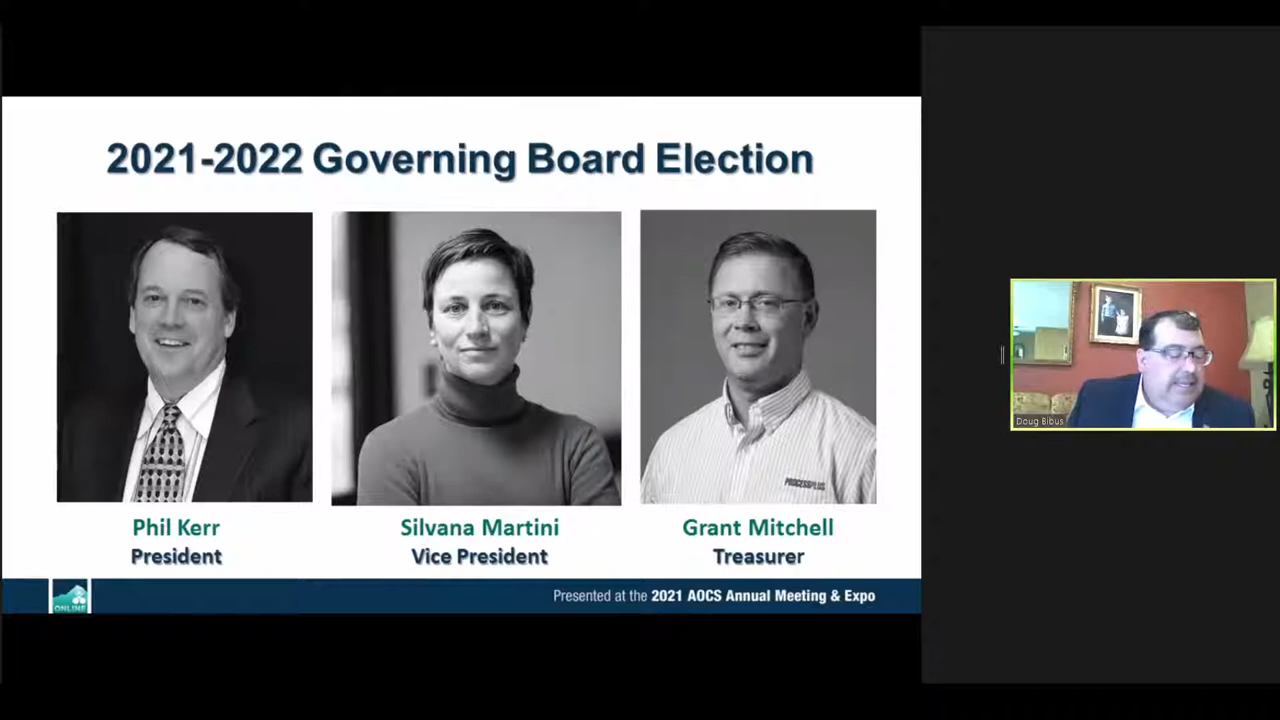 2021-2022 Governing Board Election
PROCESSPLUS
Phil Kerr
President
Silvana Martini
Vice President
Grant Mitchell
Treasurer
ONLINE
Presented at the 2021 AOCS Annual Meeting & Expo
Doug Bibus